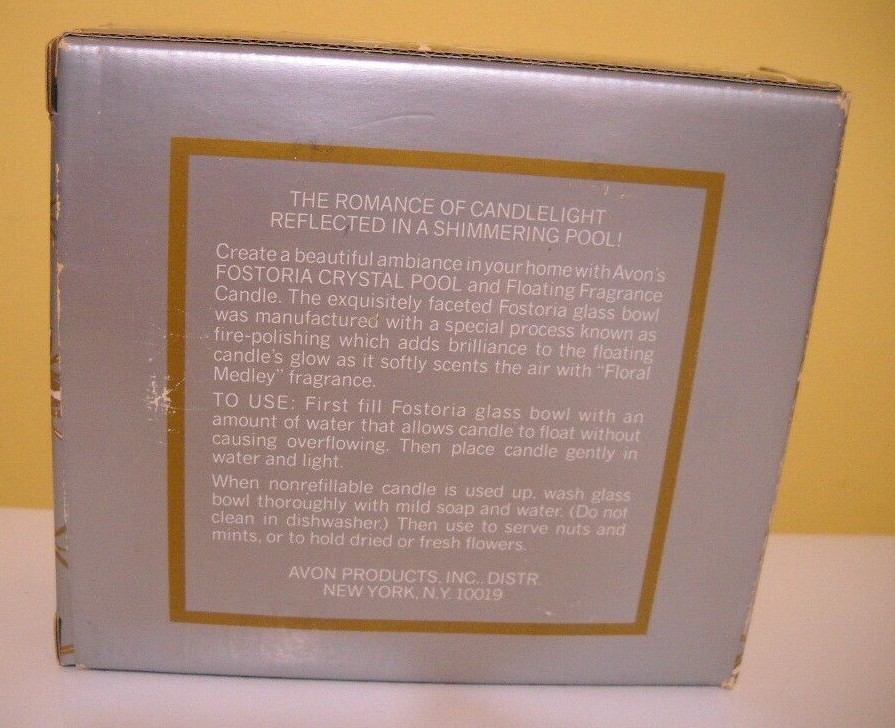 THE ROMANCE OF CANDLELIGHT
REFLECTED IN A SHIMMERING POOL!
Create a beautiful ambiance in your home with Avon's
FOSTORIA CRYSTAL POOL and Floating Fragrance
Candle. The exquisitely faceted Fostoria glass bowl
was manufactured with a special process known as
fire-polishing which adds brilliance to the floating
candle's glow as it softly scents the air with "Floral
Medley" fragrance.
TO USE: First fill Fostoria glass bowl with an
amount of water that allows candle to float without
causing overflowing. Then place candle gently in
water and light.
When nonrefillable candle is used up, wash glass
bowl thoroughly with mild soap and water. (Do not
clean in dishwasher.) Then use to serve nuts and
mints, or to hold dried or fresh flowers.
AVON PRODUCTS, INC., DISTR.
NEW YORK, N.Y. 10019